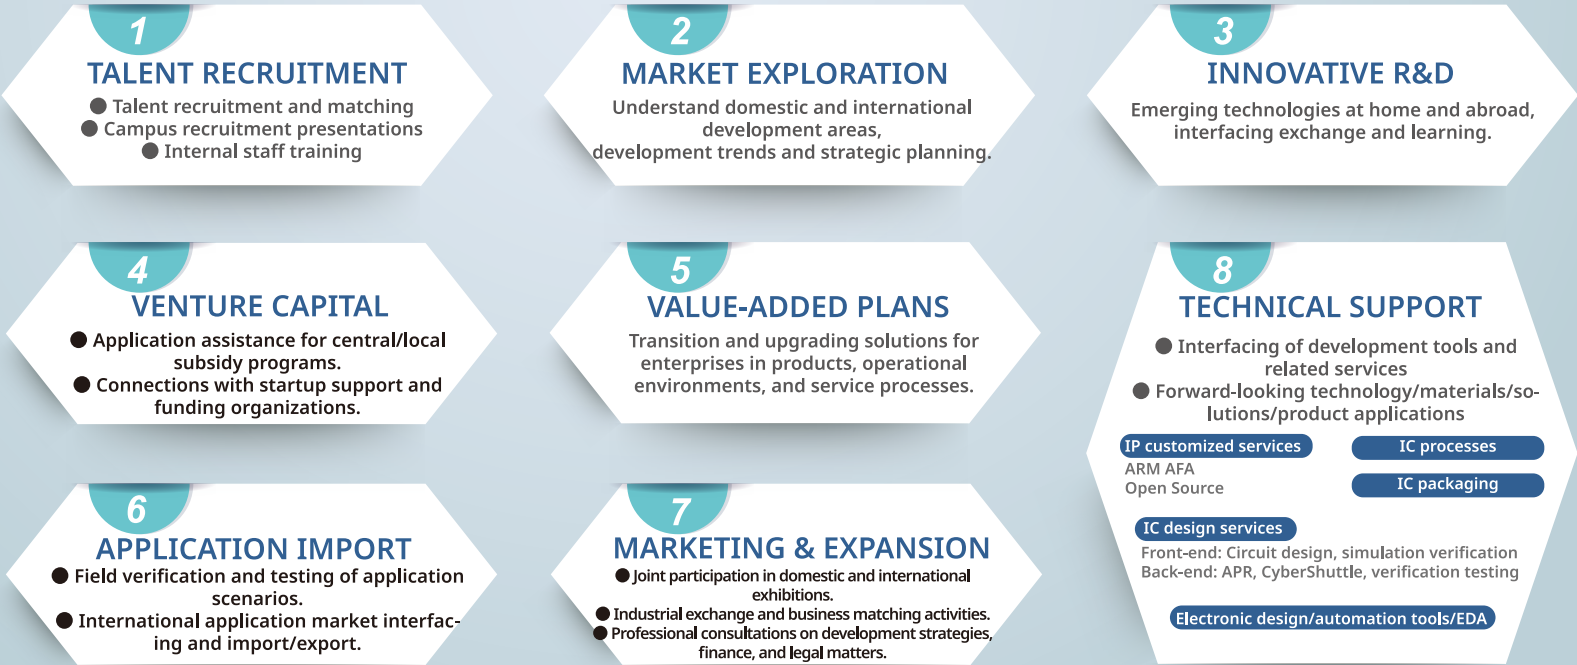 1
TALENT RECRUITMENT
● Talent recruitment and matching
● Campus recruitment presentations
● Internal staff training
2
MARKET EXPLORATION
Understand domestic and international
development areas,
development trends and strategic planning.
3
INNOVATIVE R&D
Emerging technologies at home and abroad,
interfacing exchange and learning.
4
VENTURE CAPITAL
● Application assistance for central/local
subsidy programs.
● Connections with startup support and
funding organizations.
5
VALUE-ADDED PLANS
Transition and upgrading solutions for
enterprises in products, operational
environments, and service processes.
6
APPLICATION IMPORT
● Field verification and testing of application
scenarios.
● International application market interfac-
ing and import/export.
7
MARKETING & EXPANSION
● Joint participation in domestic and international
exhibitions.
● Industrial exchange and business matching activities.
● Professional consultations on development strategies,
finance, and legal matters.
8
TECHNICAL SUPPORT
● Interfacing of development tools and
related services
● Forward-looking technology/materials/so-
lutions/product applications
IP customized services
ARM AFA
Open Source
IC processes
IC packaging
IC design services
Front-end: Circuit design, simulation verification
Back-end: APR, CyberShuttle, verification testing
Electronic design/automation tools/EDA